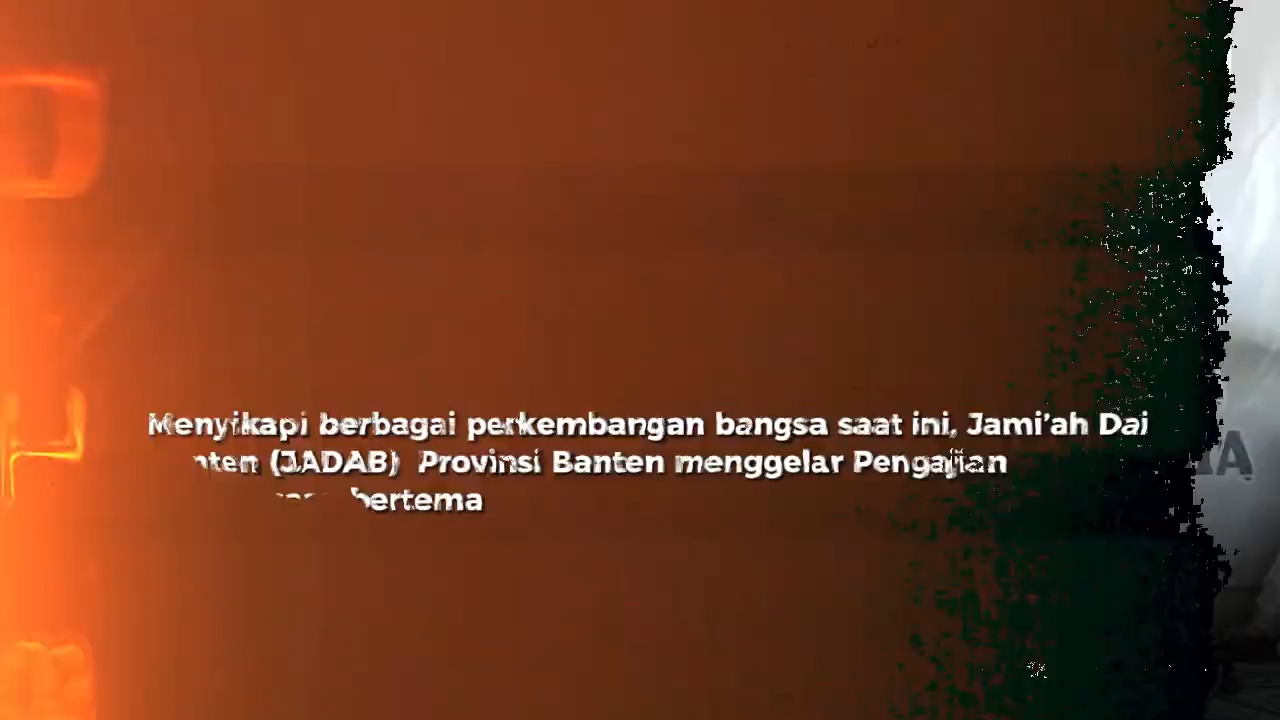 Menyikapi berbagai perkembangan bangsa saat ini, Jami'ah Dai
(JADAB) Provinsi Banten menggelar Pengajian
bertema